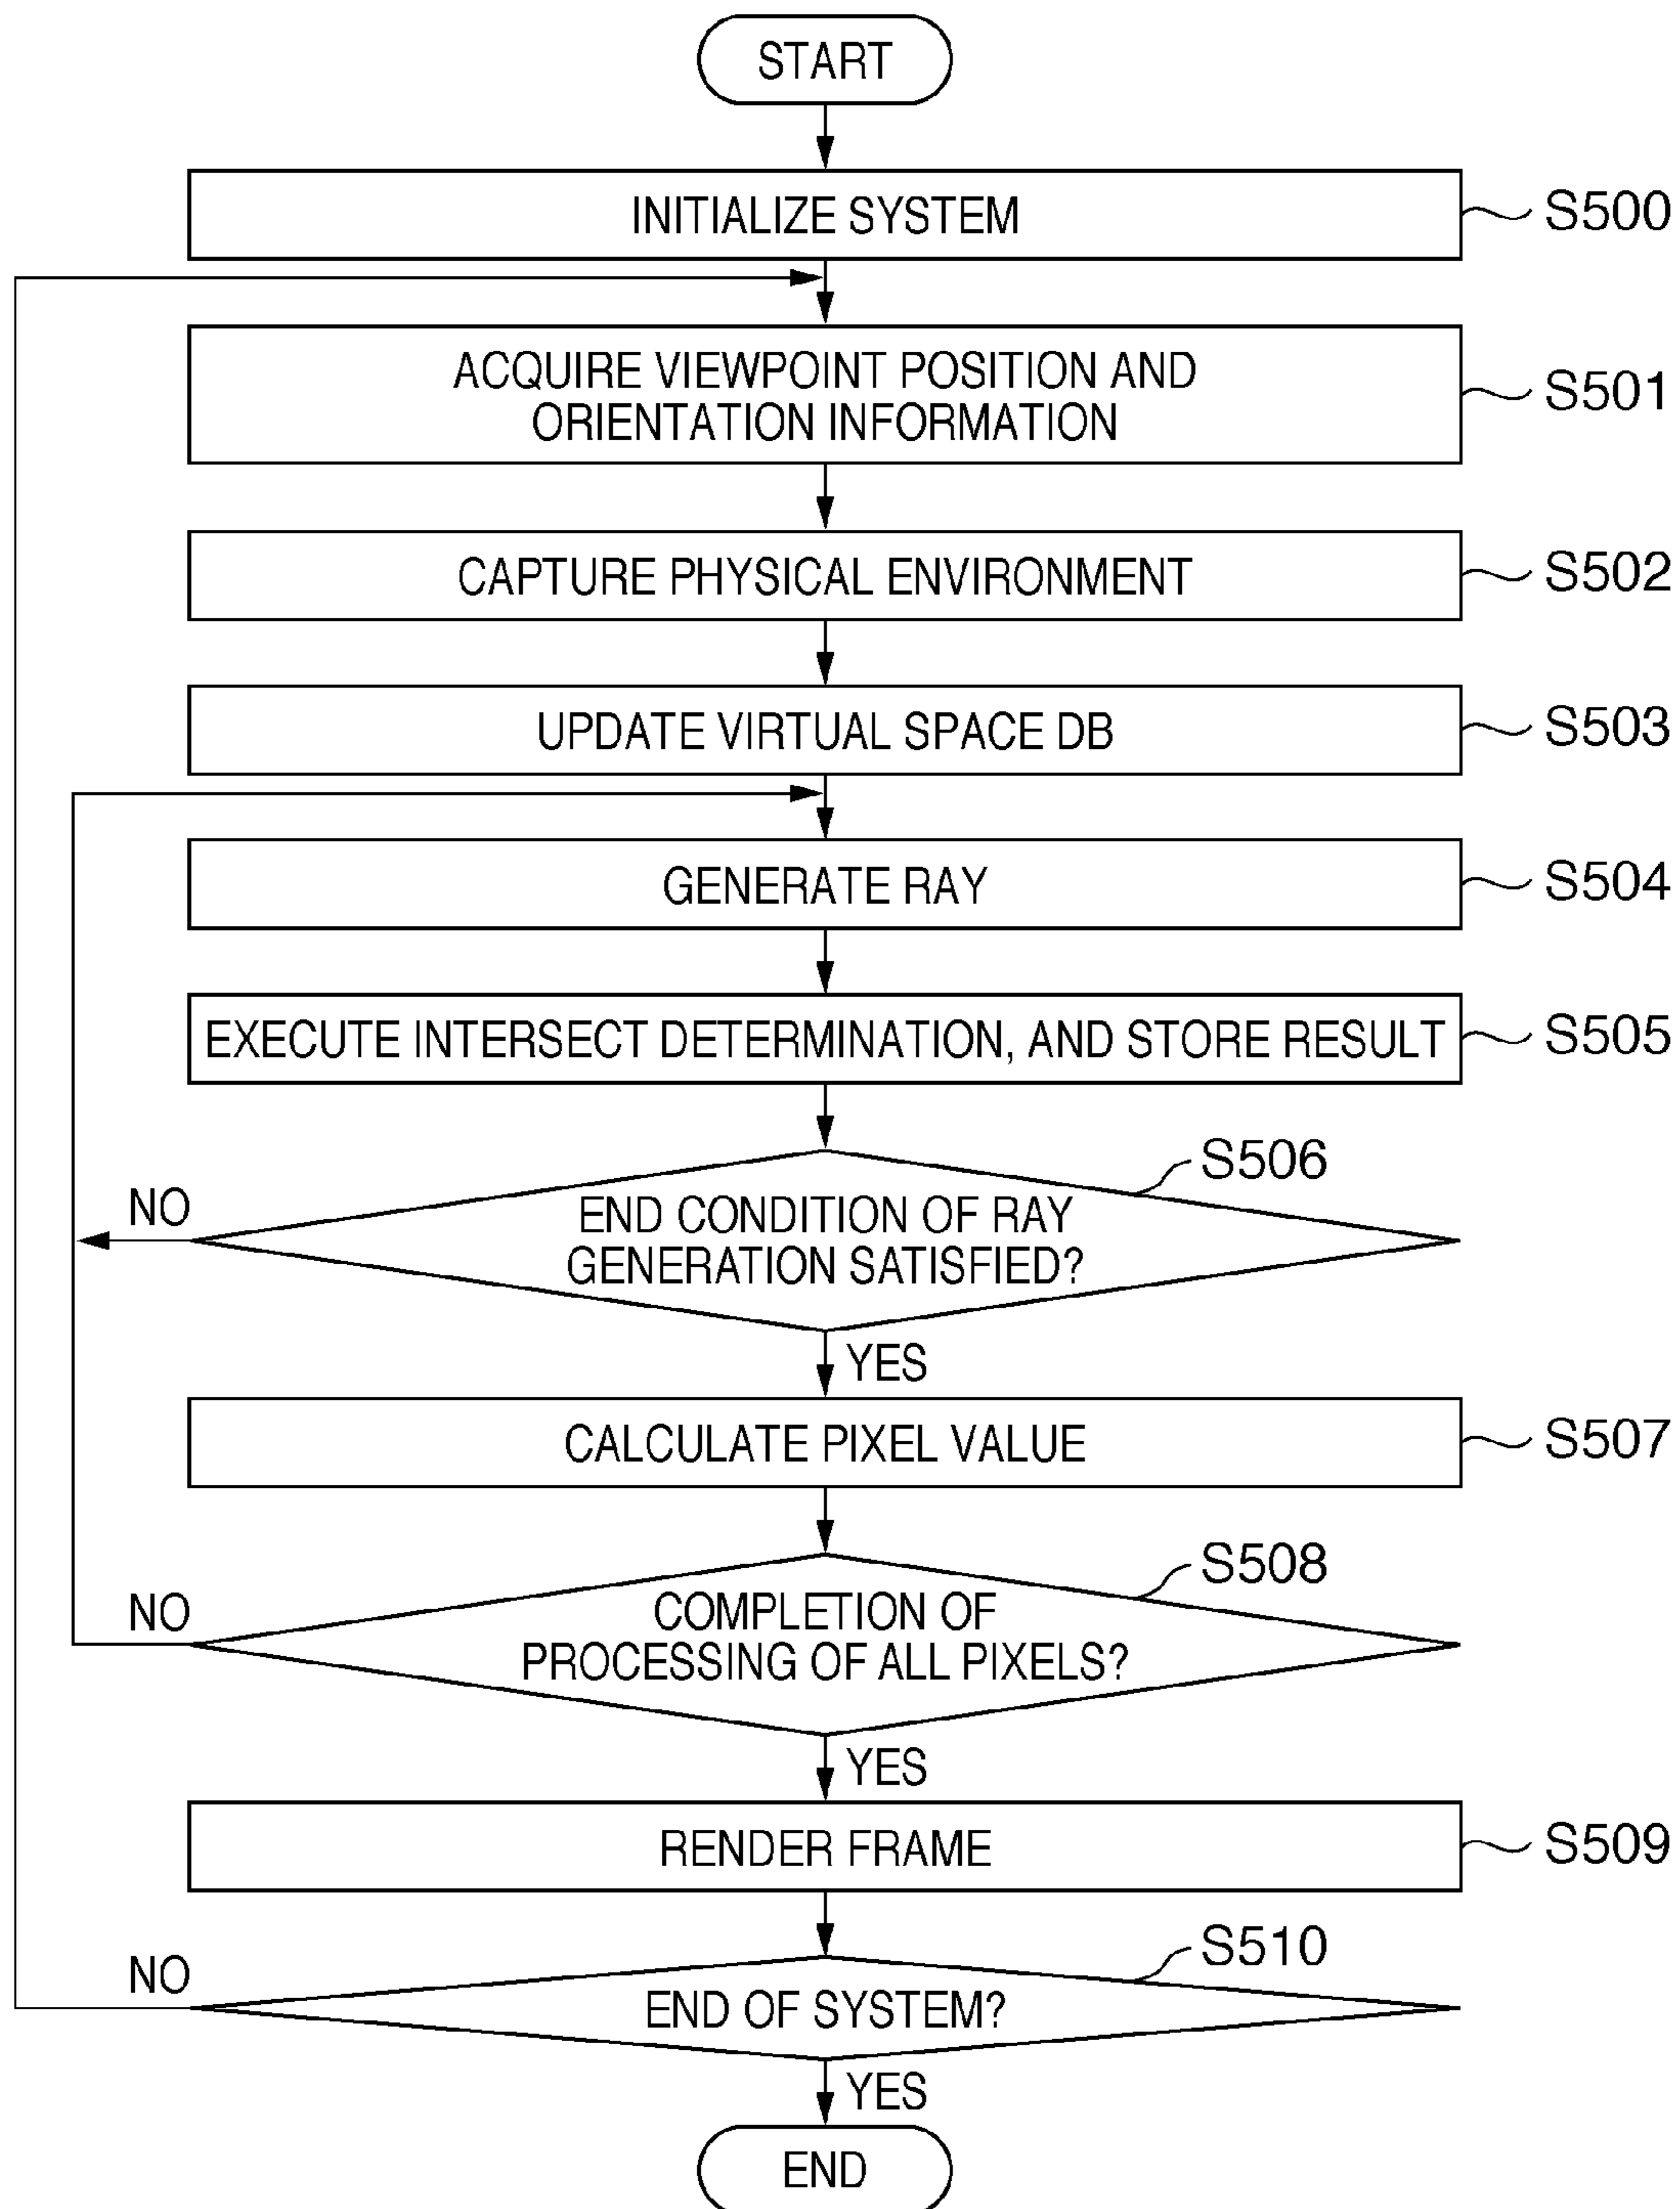 START
INITIALIZE SYSTEM
S500
ACQUIRE VIEWPOINT POSITION AND
ORIENTATION INFORMATION
S501
CAPTURE PHYSICAL ENVIRONMENT
S502
UPDATE VIRTUAL SPACE DB
S503
GENERATE RAY
S504
EXECUTE INTERSECT DETERMINATION, AND STORE RESULT
S505
S506
NO
END CONDITION OF RAY
GENERATION SATISFIED?
YES
CALCULATE PIXEL VALUE
S507
S508
NO
COMPLETION OF
PROCESSING OF ALL PIXELS?
YES
RENDER FRAME
S509
S510
NO
END OF SYSTEM?
YES
END